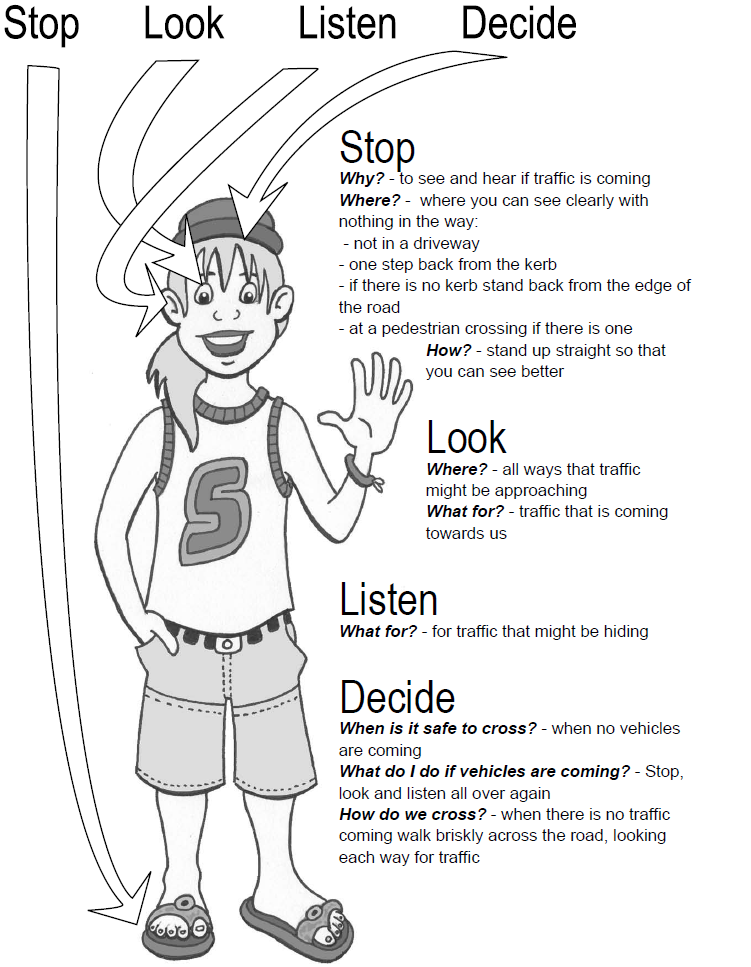 Stop Look Listen Decide
Stop
Why? - to see and hear if traffic is coming
Where? - where you can see clearly with
nothing in the way:
- not in a driveway
- one step back from the kerb
- if there is no kerb stand back from the edge of
the road
- at a pedestrian crossing if there is one
How? - stand up straight so that
you can see better
Look
Where? - all ways that traffic
might be approaching
What for? - traffic that is coming
towards us
S
Listen
What for? - for traffic that might be hiding
Decide
When is it safe to cross? - when no vehicles
are coming
What do I do if vehicles are coming? - Stop,
look and listen all over again
How do we cross? - when there is no traffic
coming walk briskly across the road, looking
each way for traffic